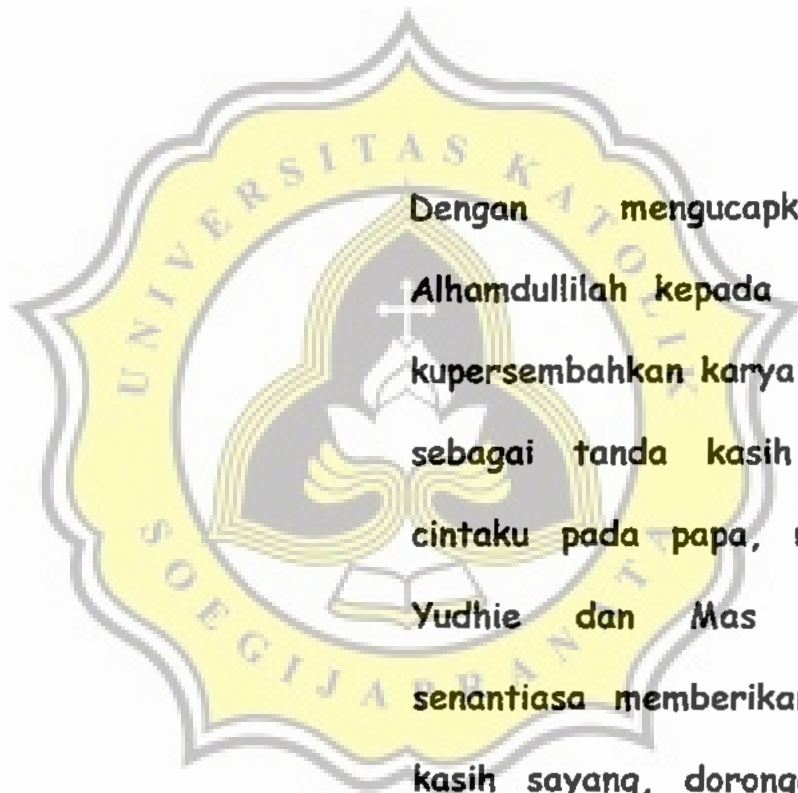 UNIVERSITAS KATOLIK
SOEGIJAPRANATA
Dengan mengucapk
Alhamdullilah kepada
kupersembahkan karya
sebagai tanda kasih
cintaku pada papa,
Yudhie dan Mas
senantiasa memberikan
kasih sayang, doronga